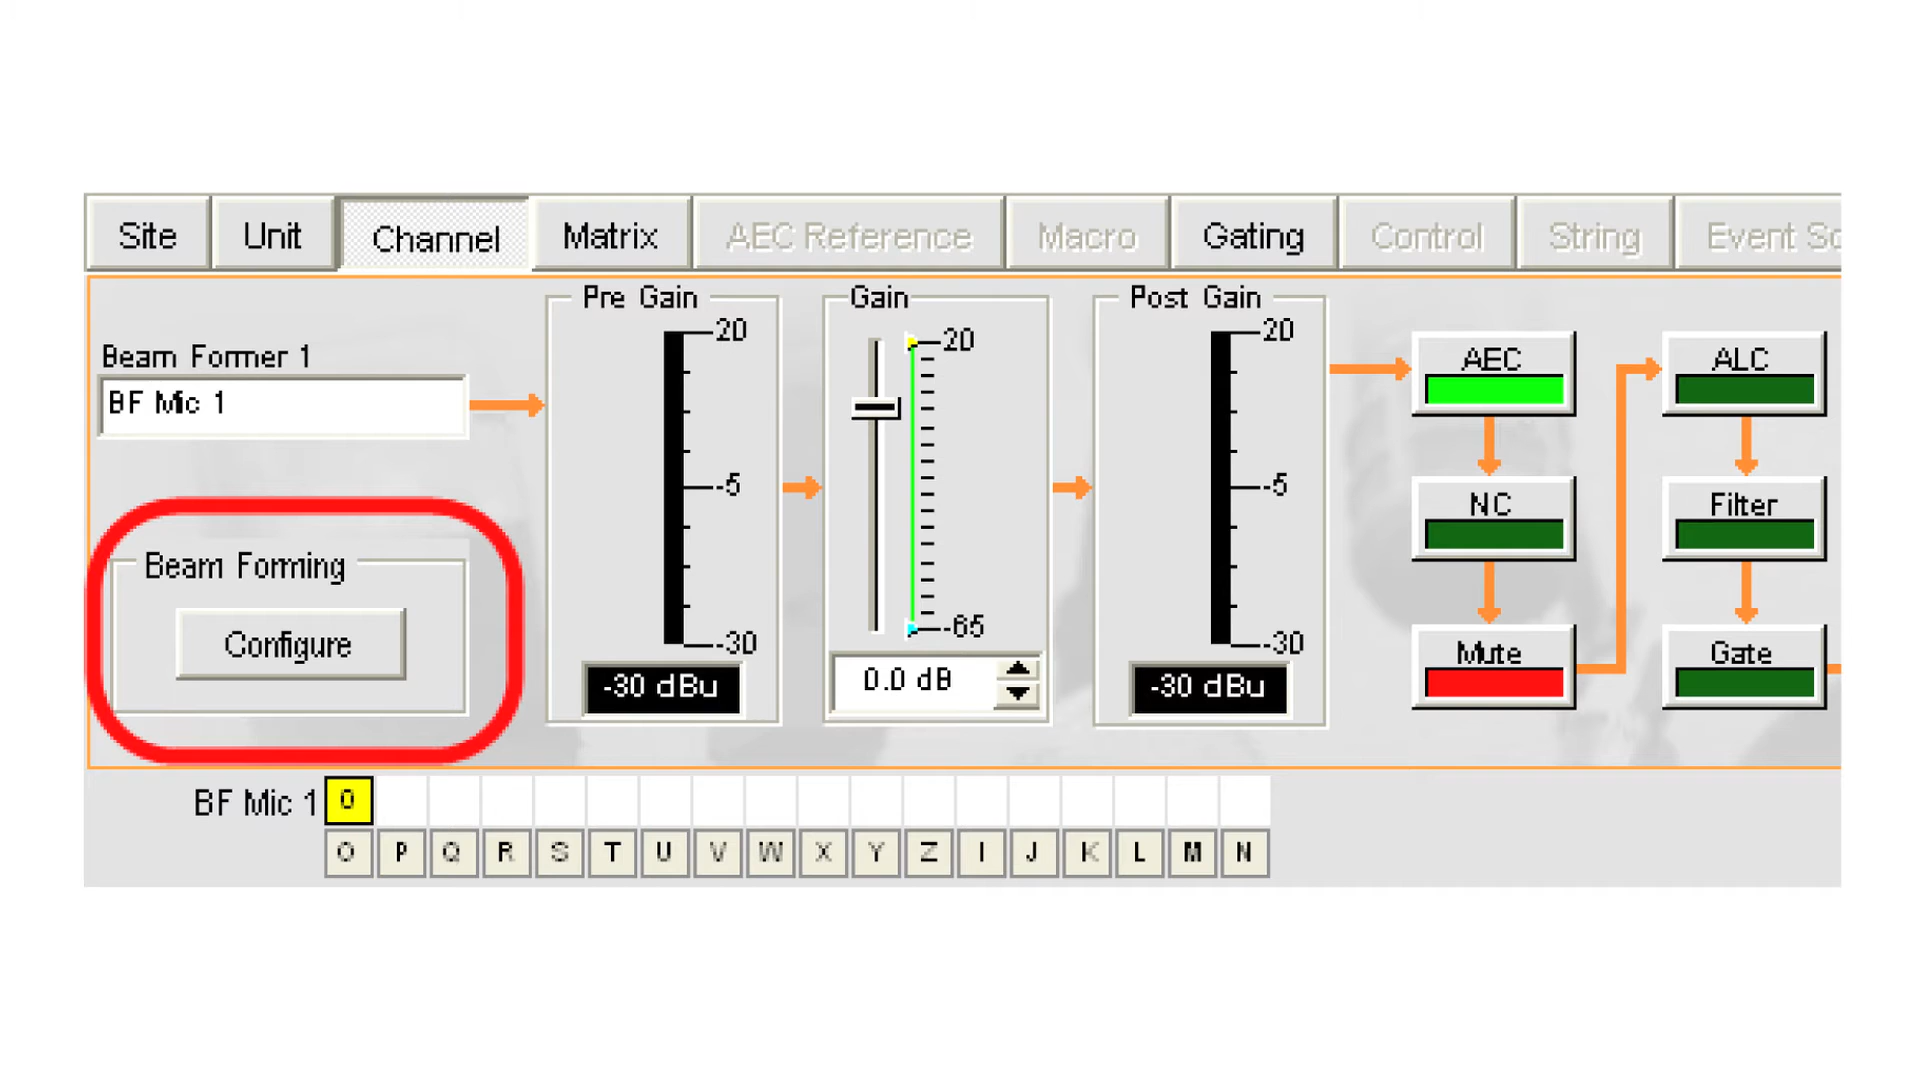 Site Unit Channel Matrix AEC Reference Macro Gating Control String Event Sc
Pre Gain Gain Post Gain
Beam Former 1
BF Mic 1
20
-5
-30
-30 dBu
20
-65
0.0 dB
20
-5
-30
-30 dBu
AEC
NC
Mute
ALC
Filter
Gate
Beam Forming
Configure
BF Mic 1 0
O P Q R S T U V W X Y Z I J K L M N